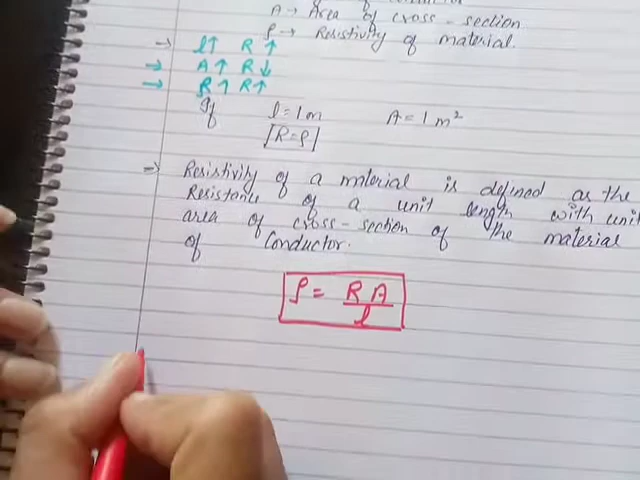 A → Area of cross-section
ρ → Resistivity of material.
→ l↑ R↑
→ A↑ R↓
→ R↑ R↑
If l=1m A=1m²
|R=ρ|
⇒ Resistivity of a material is defined as the
Resistance of a unit length with unit
area of cross-section of the material
of Conductor.
ρ = RA/l